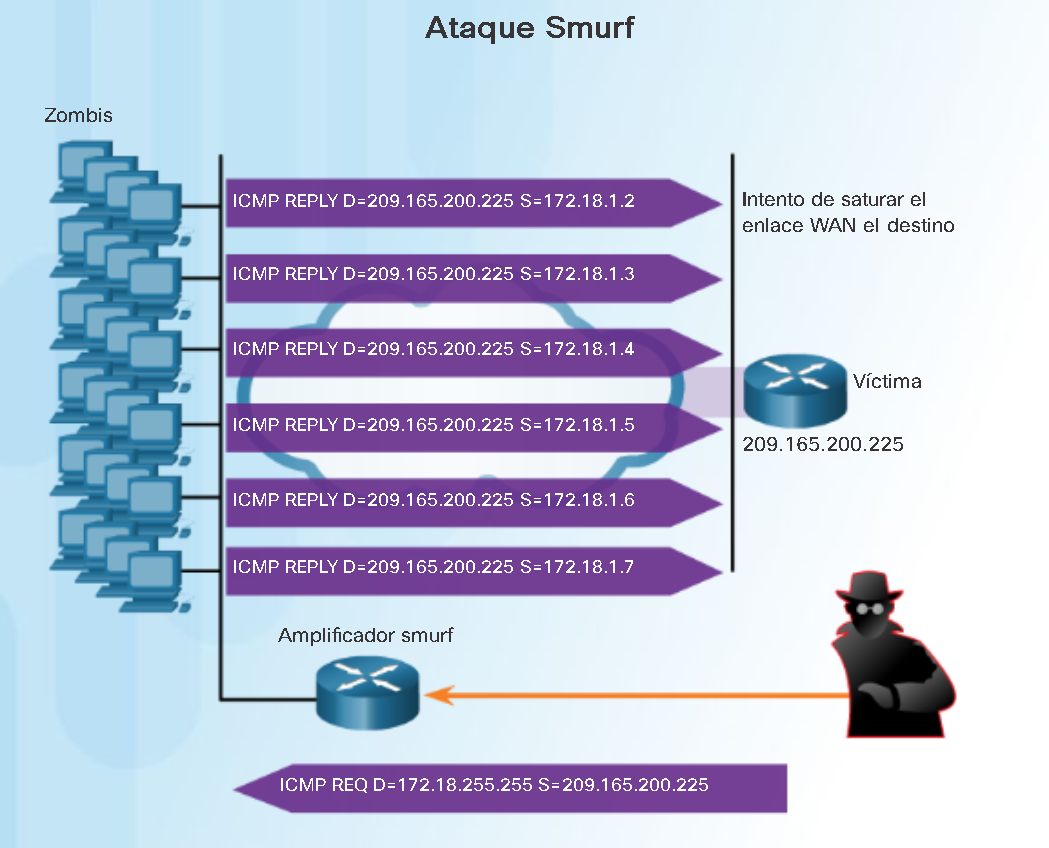 Ataque Smurf
Zombis
ICMP REPLY D=209.165.200.225 S=172.18.1.2
Intento de saturar el
enlace WAN el destino
ICMP REPLY D=209.165.200.225 S=172.18.1.3
ICMP REPLY D=209.165.200.225 S=172.18.1.4
Víctima
ICMP REPLY D=209.165.200.225 S=172.18.1.5
209.165.200.225
ICMP REPLY D=209.165.200.225 S=172.18.1.6
ICMP REPLY D=209.165.200.225 S=172.18.1.7
Amplificador smurf
ICMP REQ D=172.18.255.255 S=209.165.200.225